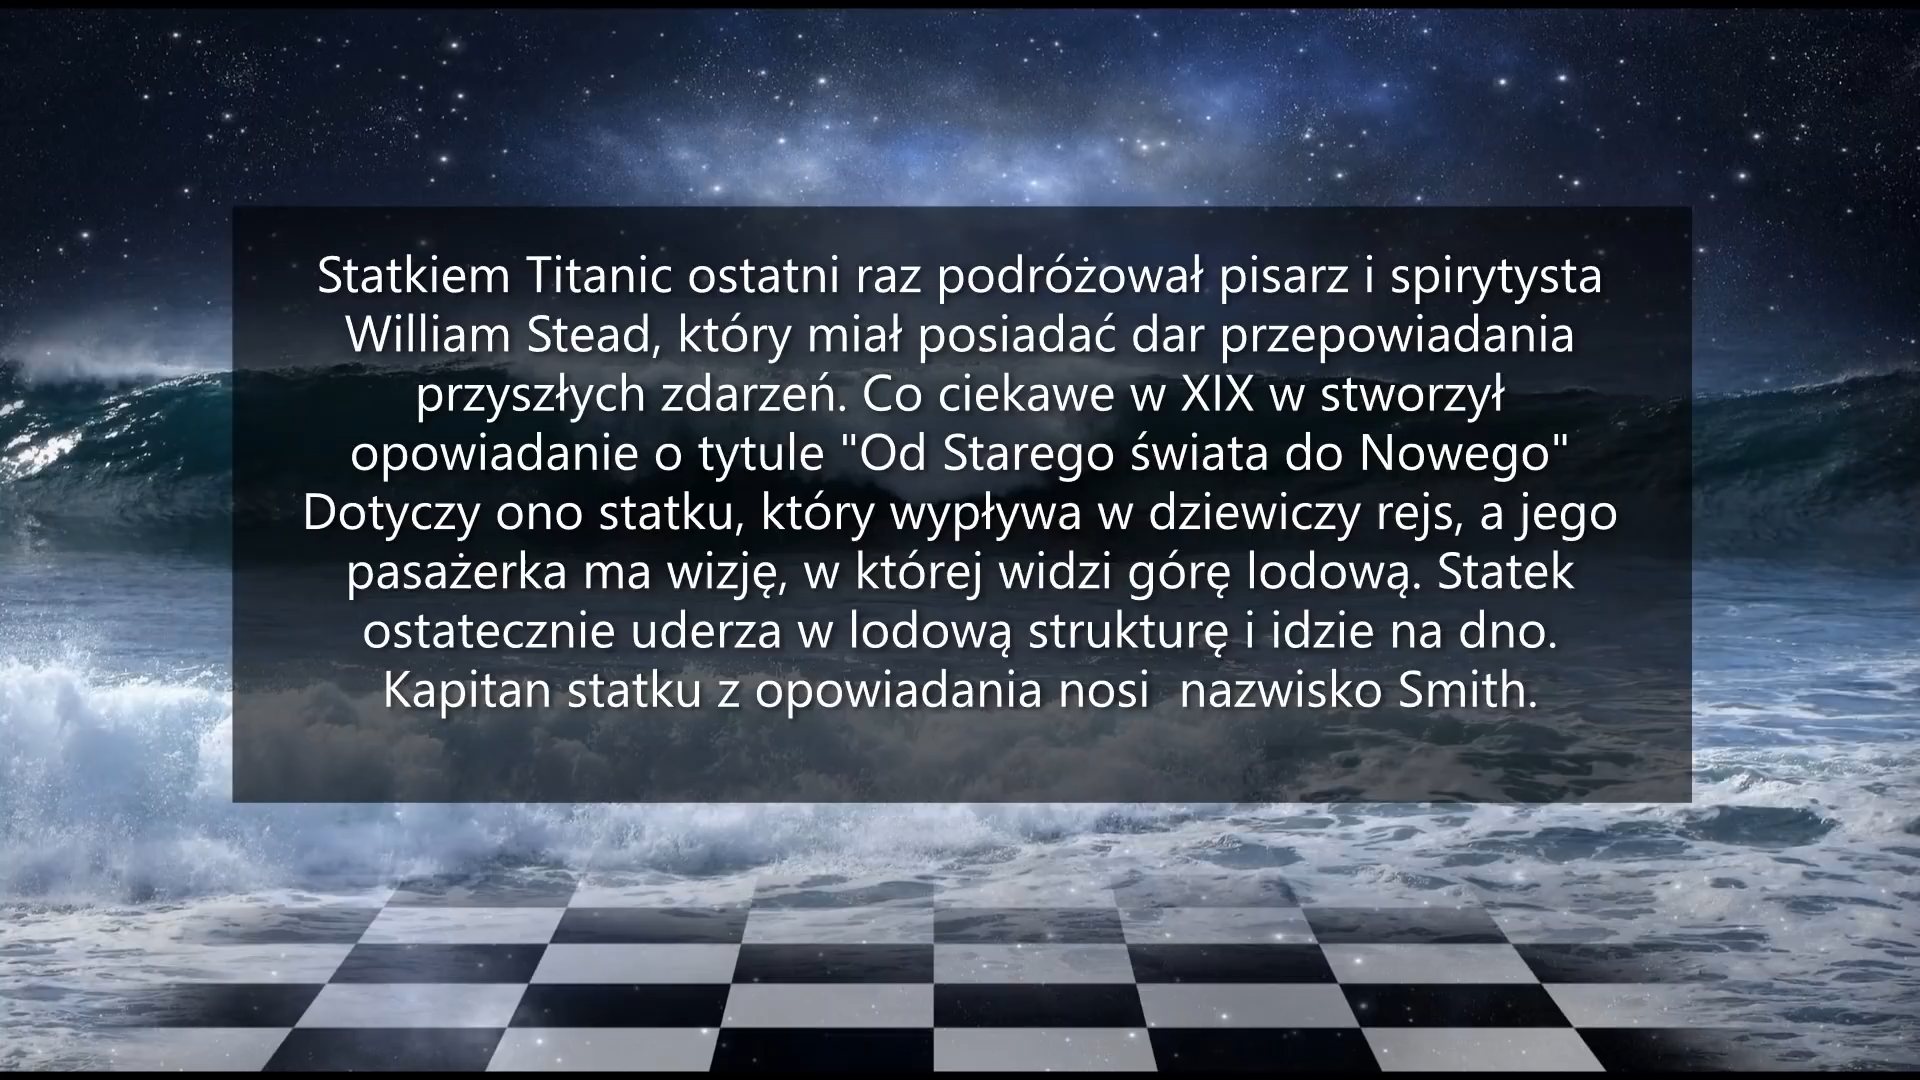 Statkiem Titanic ostatni raz podróżował pisarz i spirytysta
William Stead, który miał posiadać dar przepowiadania
przyszłych zdarzeń. Co ciekawe w XIX w stworzył
opowiadanie o tytule "Od Starego świata do Nowego"
Dotyczy ono statku, który wypływa w dziewiczy rejs, a jego
pasażerka ma wizję, w której widzi górę lodową. Statek
ostatecznie uderza w lodową strukturę i idzie na dno.
Kapitan statku z opowiadania nosi  nazwisko Smith.